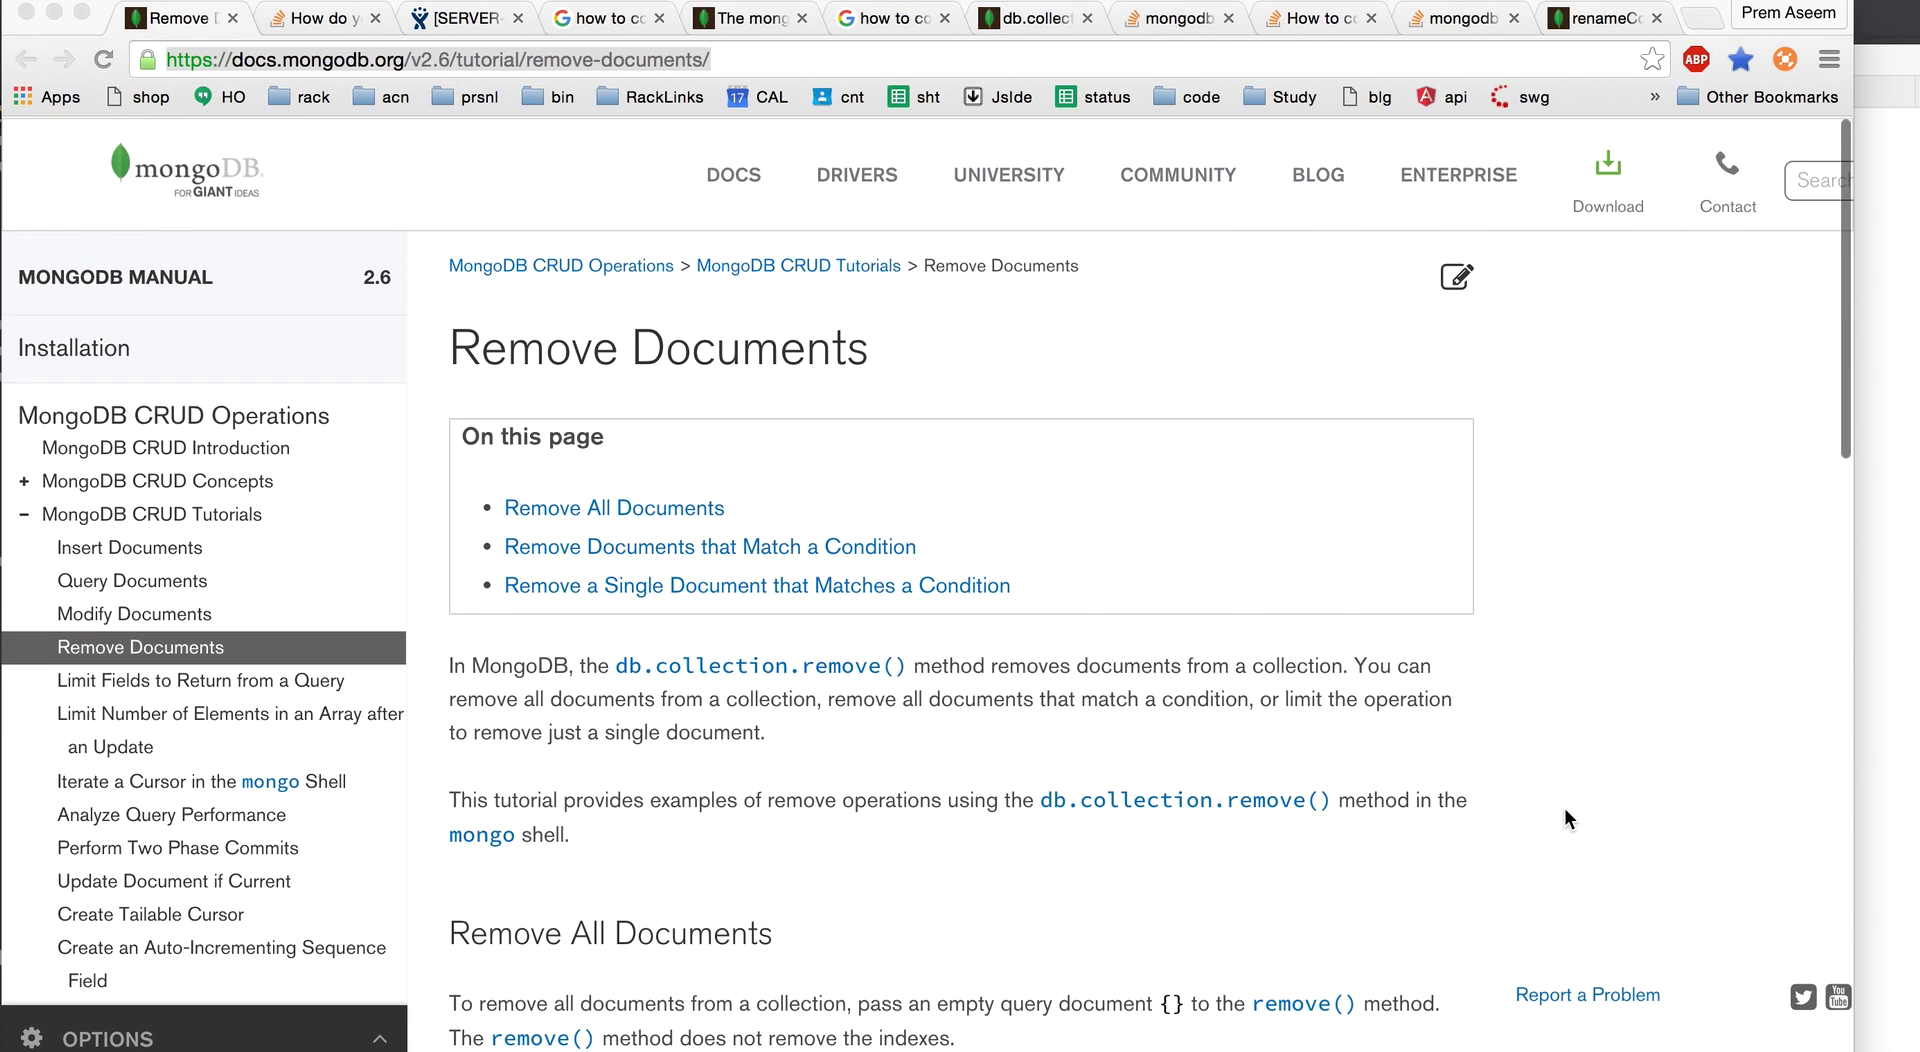 Remove D
How do y
[SERVER-
how to co
The mong
how to co
db.collect
mongodb
How to co
mongodb
renameCo
Prem Aseem
https://docs.mongodb.org/v2.6/tutorial/remove-documents/
ABP
Apps shop HO rack acn prsnl bin RackLinks 17 CAL cnt sht JsIde status code Study blg api swg » Other Bookmarks
mongoDB.
FOR GIANT IDEAS
DOCS DRIVERS UNIVERSITY COMMUNITY BLOG ENTERPRISE Download Contact Search
MONGODB MANUAL 2.6
Installation
MongoDB CRUD Operations
MongoDB CRUD Introduction
+ MongoDB CRUD Concepts
– MongoDB CRUD Tutorials
Insert Documents
Query Documents
Modify Documents
Remove Documents
Limit Fields to Return from a Query
Limit Number of Elements in an Array after
an Update
Iterate a Cursor in the mongo Shell
Analyze Query Performance
Perform Two Phase Commits
Update Document if Current
Create Tailable Cursor
Create an Auto-Incrementing Sequence
Field
OPTIONS
MongoDB CRUD Operations > MongoDB CRUD Tutorials > Remove Documents
Remove Documents
On this page
• Remove All Documents
• Remove Documents that Match a Condition
• Remove a Single Document that Matches a Condition
In MongoDB, the db.collection.remove() method removes documents from a collection. You can
remove all documents from a collection, remove all documents that match a condition, or limit the operation
to remove just a single document.
This tutorial provides examples of remove operations using the db.collection.remove() method in the
mongo shell.
Remove All Documents
To remove all documents from a collection, pass an empty query document {} to the remove() method.
The remove() method does not remove the indexes.
Report a Problem
You
Tube